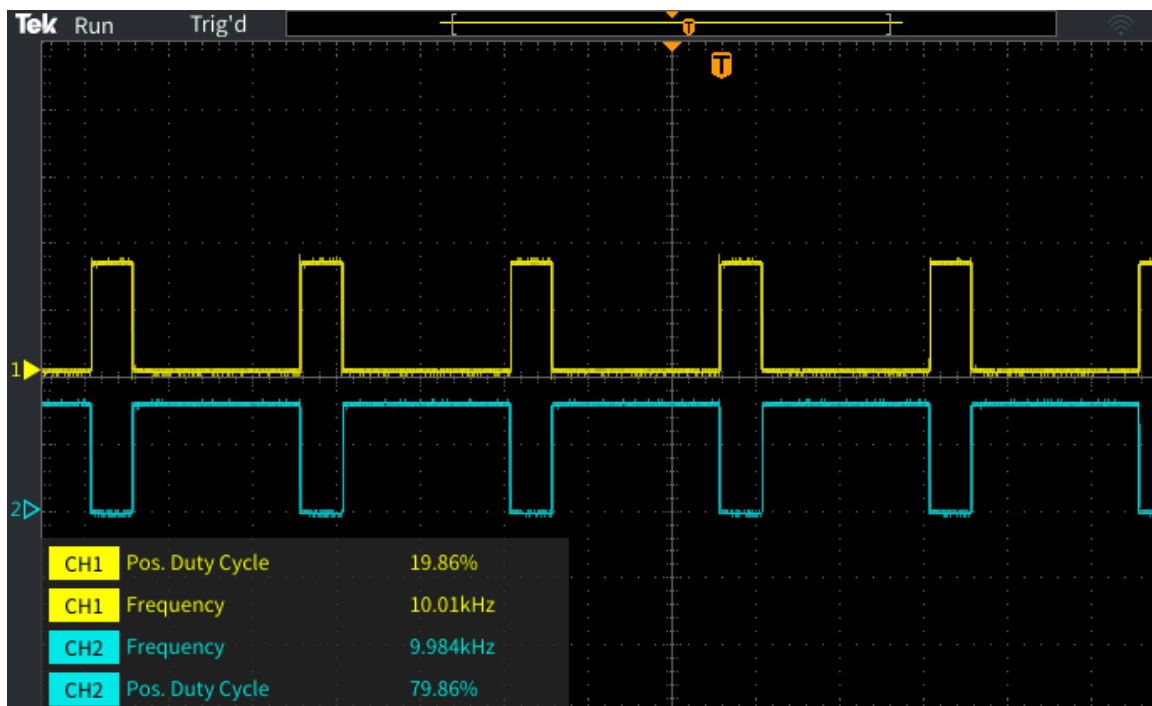 Tek Run Trig'd
T
T
1
2
CH1 Pos. Duty Cycle 19.86%
CH1 Frequency 10.01kHz
CH2 Frequency 9.984kHz
CH2 Pos. Duty Cycle 79.86%